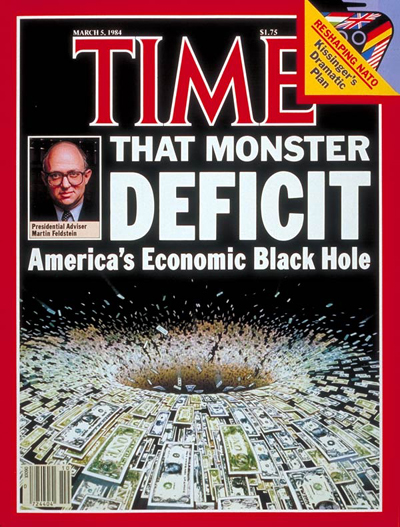 MARCH 5, 1984
$1.75
RESHAPING NATO
Kissinger's
Dramatic
Plan
TIME
THAT MONSTER
DEFICIT
America's Economic Black Hole
Presidential Adviser
Martin Feldstein